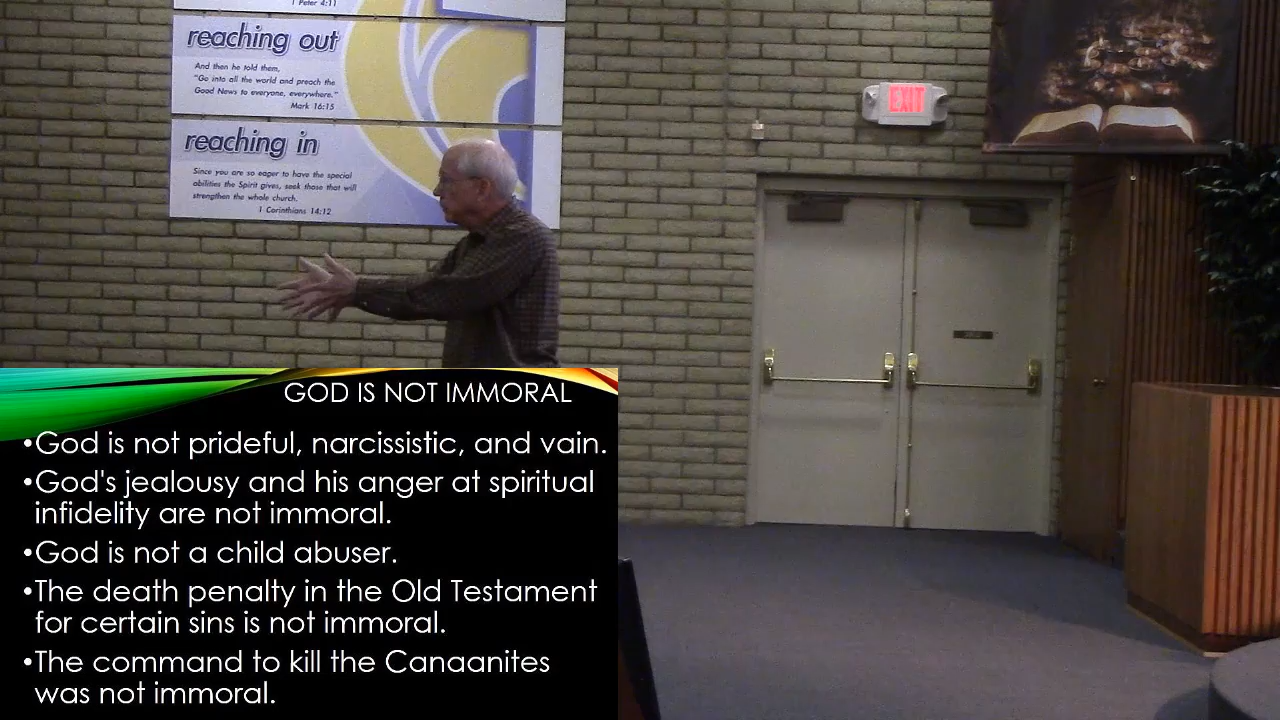 1 Peter 4:11
reaching out
And then he told them,
"Go into all the world and preach the
Good News to everyone, everywhere."
Mark 16:15
reaching in
Since you are so eager to have the special
abilities the Spirit gives, seek those that will
strengthen the whole church.
1 Corinthians 14:12
EXIT
GOD IS NOT IMMORAL
•God is not prideful, narcissistic, and vain.
•God's jealousy and his anger at spiritual
infidelity are not immoral.
•God is not a child abuser.
•The death penalty in the Old Testament
for certain sins is not immoral.
•The command to kill the Canaanites
was not immoral.